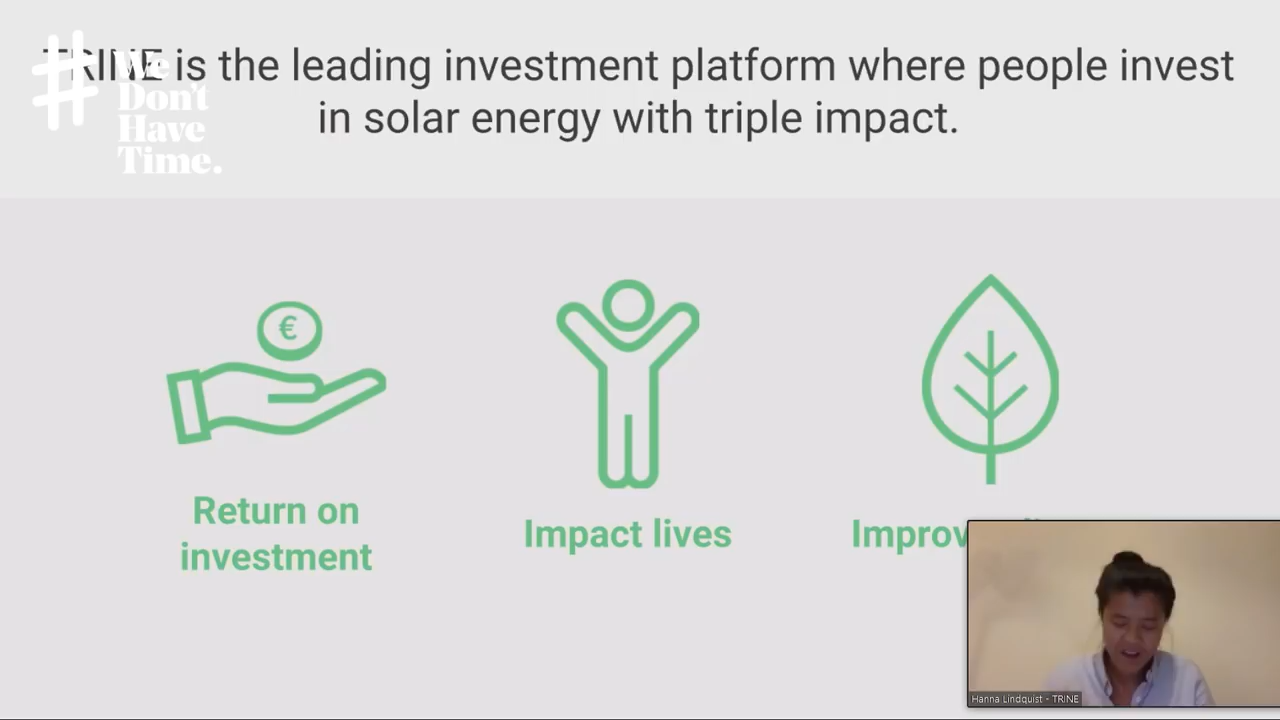 TRINE is the leading investment platform where people invest
in solar energy with triple impact.
#
We
Don't
Have
Time.
€
Return on
investment
Impact lives
Hanna Lindquist - TRINE